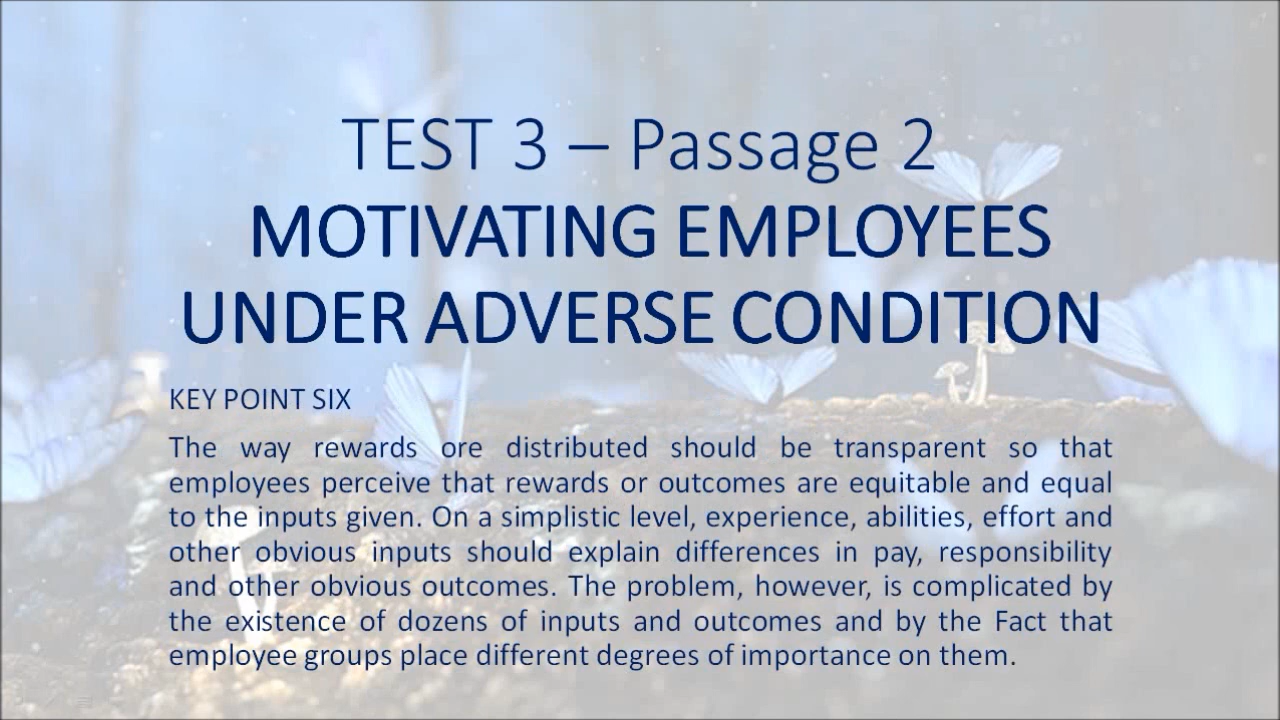 TEST 3 – Passage 2
MOTIVATING EMPLOYEES
UNDER ADVERSE CONDITION
KEY POINT SIX
The way rewards ore distributed should be transparent so that
employees perceive that rewards or outcomes are equitable and equal
to the inputs given. On a simplistic level, experience, abilities, effort and
other obvious inputs should explain differences in pay, responsibility
and other obvious outcomes. The problem, however, is complicated by
the existence of dozens of inputs and outcomes and by the Fact that
employee groups place different degrees of importance on them.